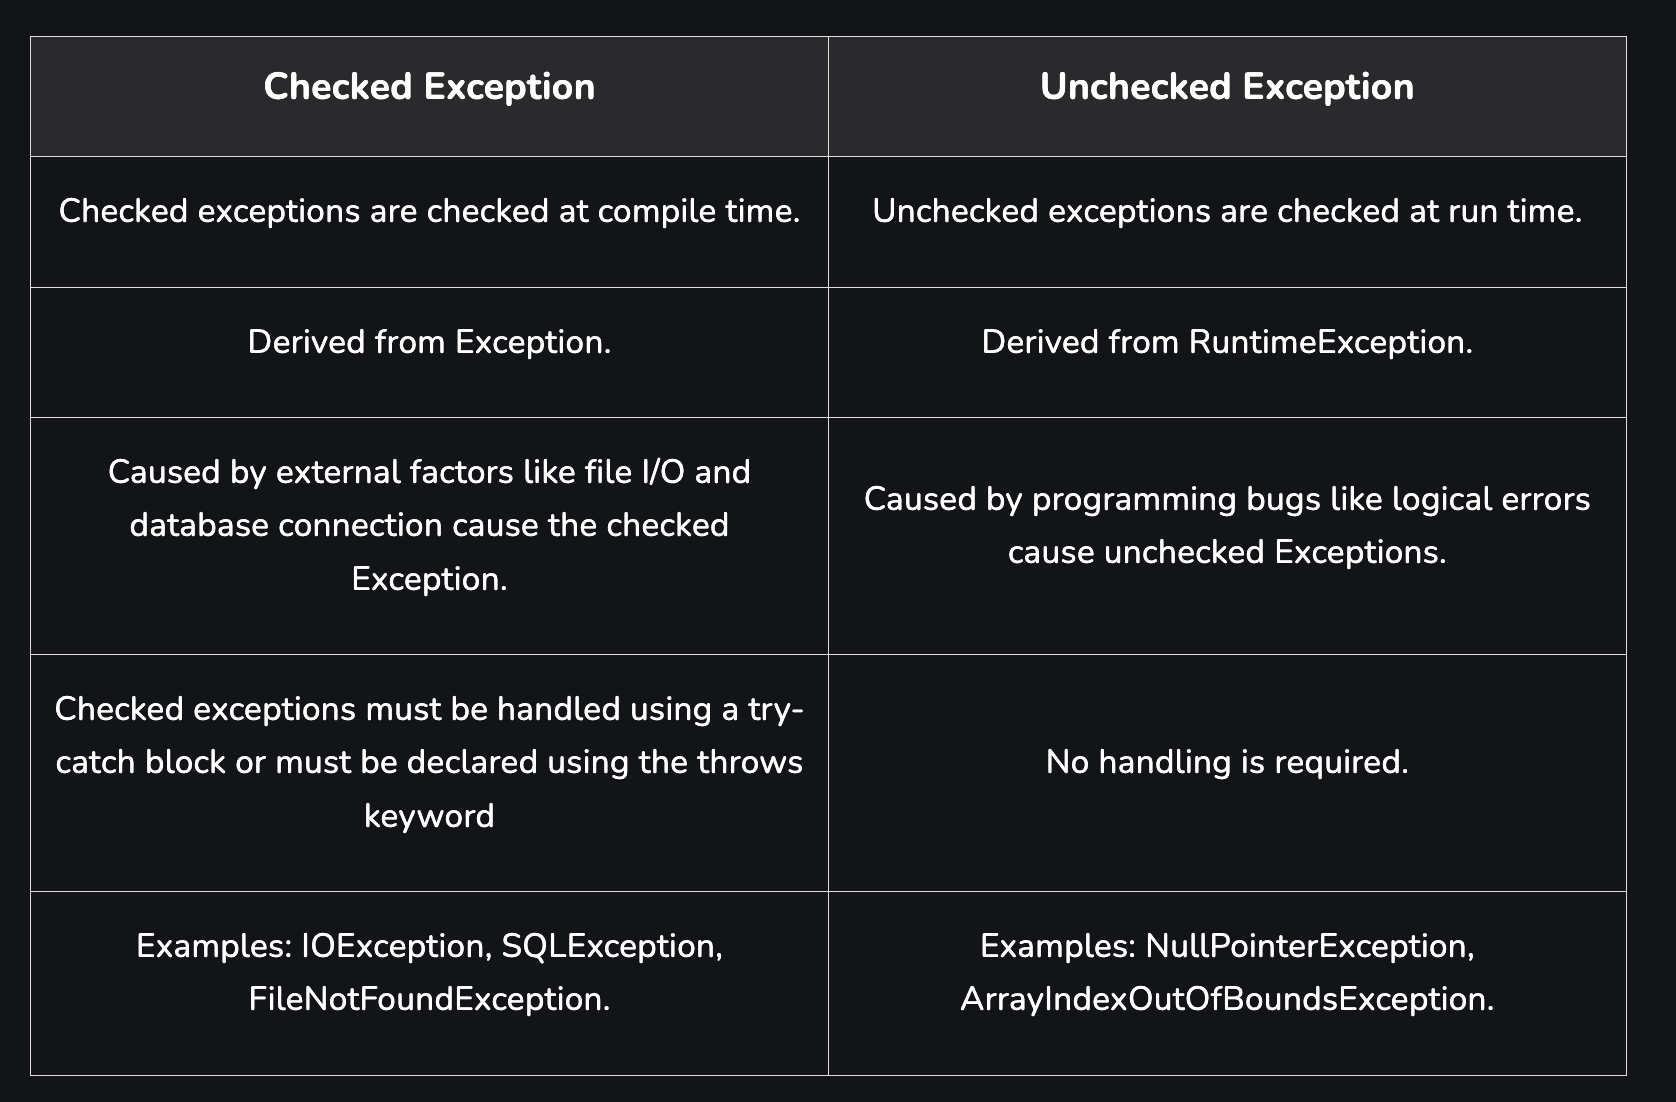 Checked Exception
Unchecked Exception
Checked exceptions are checked at compile time.
Unchecked exceptions are checked at run time.
Derived from Exception.
Derived from RuntimeException.
Caused by external factors like file I/O and
database connection cause the checked
Exception.
Caused by programming bugs like logical errors
cause unchecked Exceptions.
Checked exceptions must be handled using a try-
catch block or must be declared using the throws
keyword
No handling is required.
Examples: IOException, SQLException,
FileNotFoundException.
Examples: NullPointerException,
ArrayIndexOutOfBoundsException.